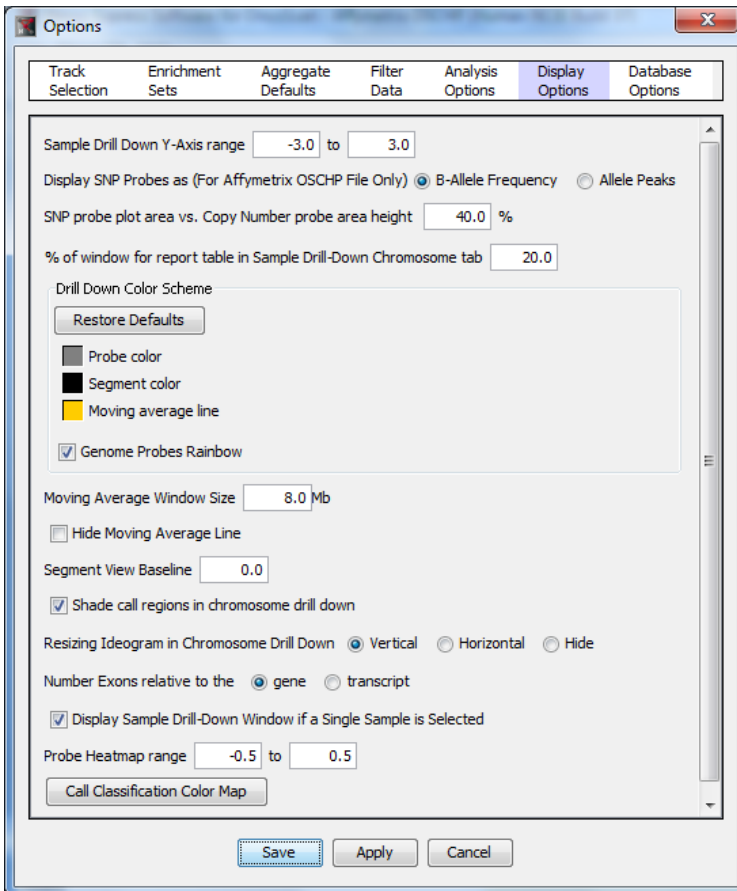 Options
Track Selection
Enrichment Sets
Aggregate Defaults
Filter Data
Analysis Options
Display Options
Database Options
Sample Drill Down Y-Axis range -3.0 to 3.0
Display SNP Probes as (For Affymetrix OSCHP File Only) B-Allele Frequency Allele Peaks
SNP probe plot area vs. Copy Number probe area height 40.0 %
% of window for report table in Sample Drill-Down Chromosome tab 20.0
Drill Down Color Scheme
Restore Defaults
Probe color
Segment color
Moving average line
Genome Probes Rainbow
Moving Average Window Size 8.0 Mb
Hide Moving Average Line
Segment View Baseline 0.0
Shade call regions in chromosome drill down
Resizing Ideogram in Chromosome Drill Down Vertical Horizontal Hide
Number Exons relative to the gene transcript
Display Sample Drill-Down Window if a Single Sample is Selected
Probe Heatmap range -0.5 to 0.5
Call Classification Color Map
Save Apply Cancel